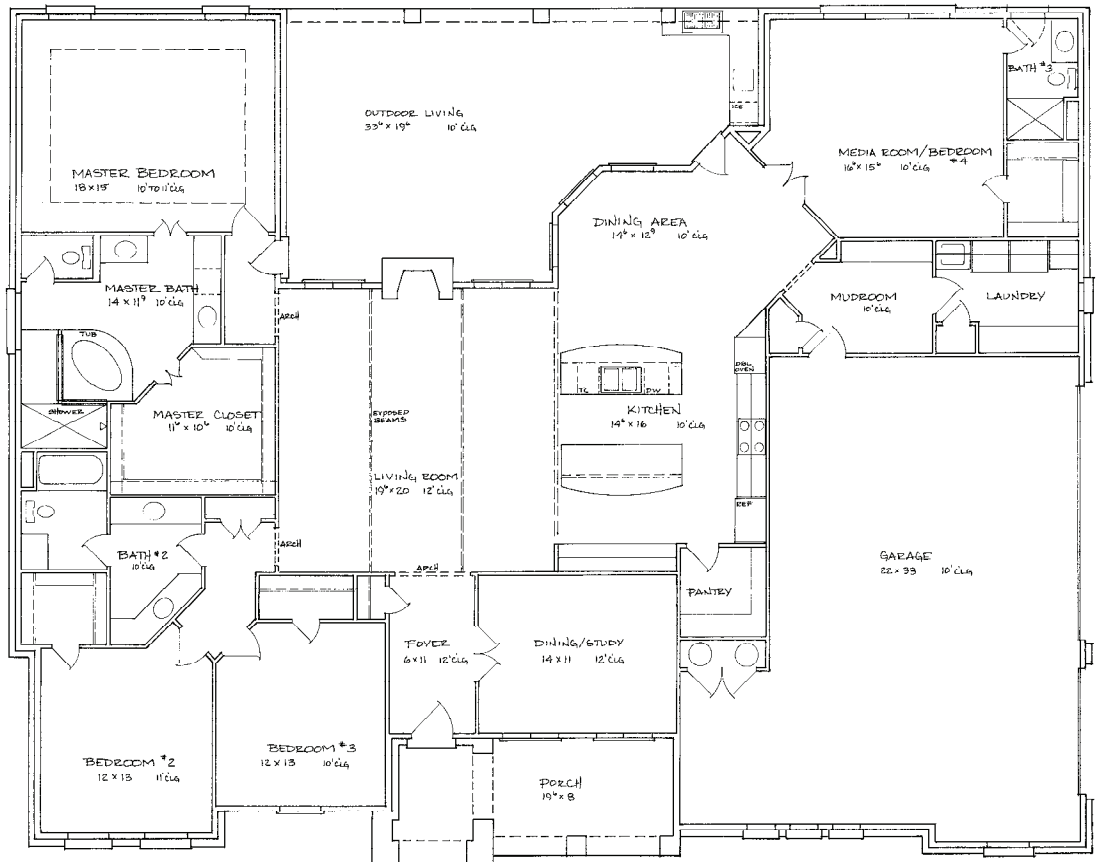 OUTDOOR LIVING
33⁶ x 19⁶ 10' CLG
ICE
BATH #3
MEDIA ROOM/BEDROOM #4
16⁶ x 15⁶ 10' CLG
MASTER BEDROOM
18 x 15 10' TO 11' CLG
DINING AREA
14⁶ x 12⁹ 10' CLG
MASTER BATH
14 x 11⁹ 10' CLG
MUDROOM
10' CLG
LAUNDRY
ARCH
TUB
DBL
OVEN
TC
DW
SHOWER
MASTER CLOSET
11⁶ x 10⁶ 10' CLG
EXPOSED
BEAMS
KITCHEN
14⁶ x 16 10' CLG
LIVING ROOM
19⁶ x 20 12' CLG
REF
ARCH
BATH #2
10' CLG
ARCH
GARAGE
22 x 33 10' CLG
PANTRY
FOYER
6 x 11 12' CLG
DINING/STUDY
14 x 11 12' CLG
BEDROOM #2
12 x 13 11' CLG
BEDROOM #3
12 x 13 10' CLG
PORCH
19⁶ x 8